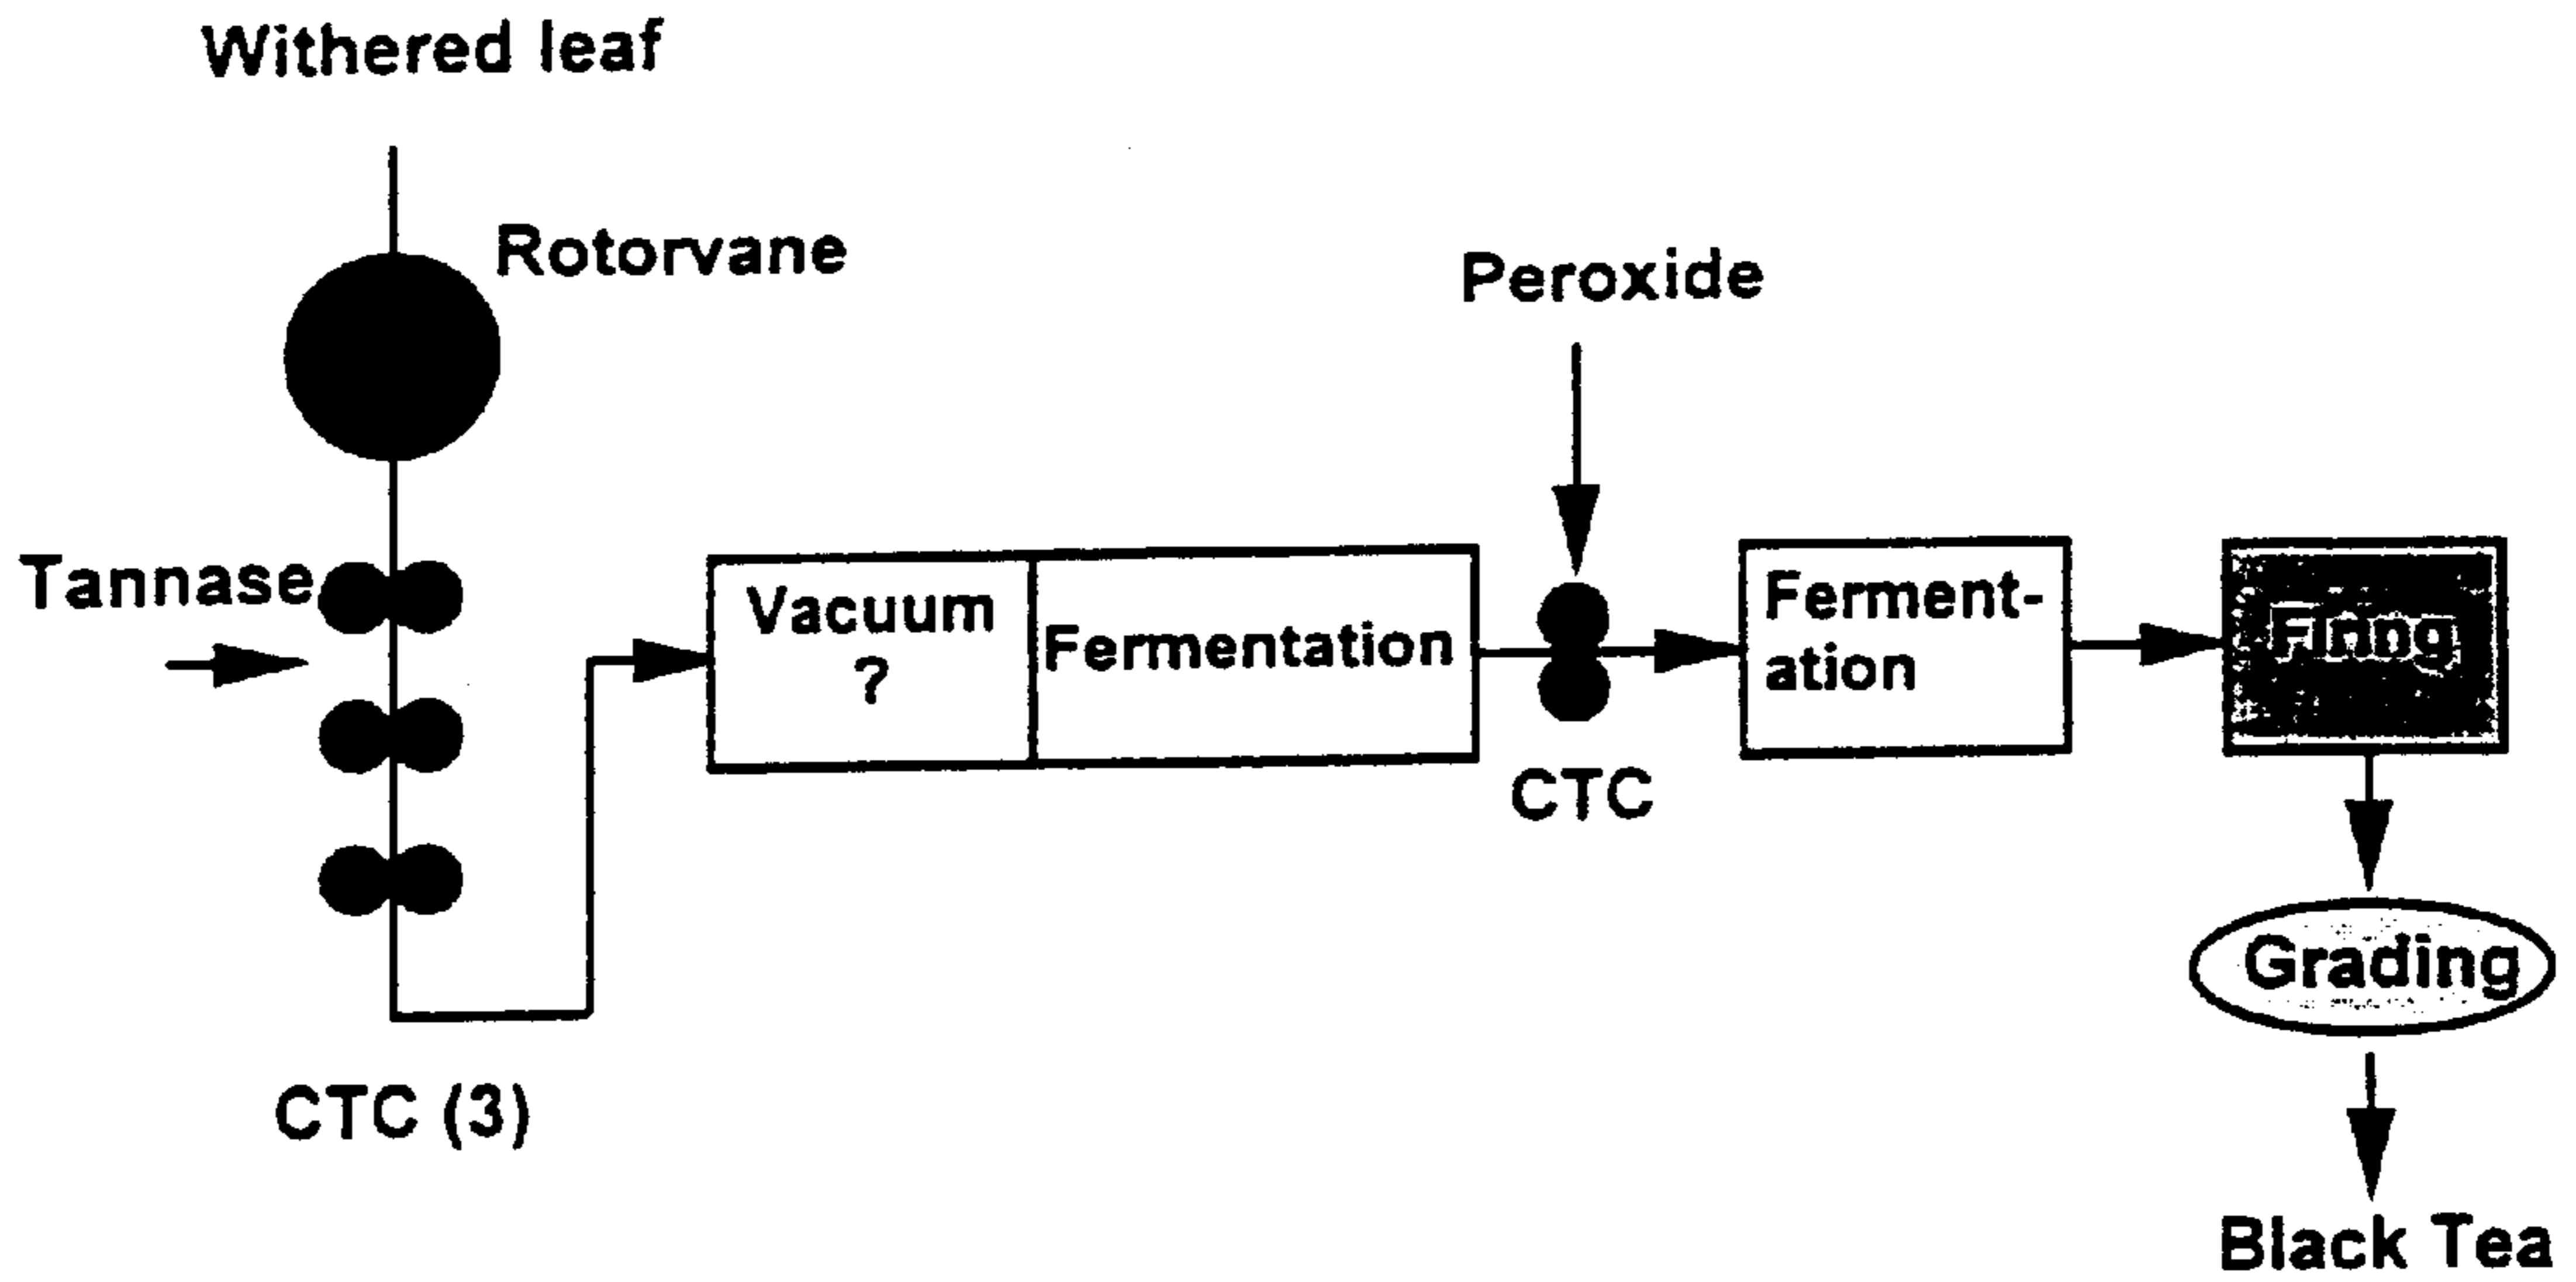 Withered leaf
Rotorvane
Peroxide
Tannase
Vacuum
?
Fermentation
Ferment-
ation
Firing
CTC
Grading
CTC (3)
Black Tea